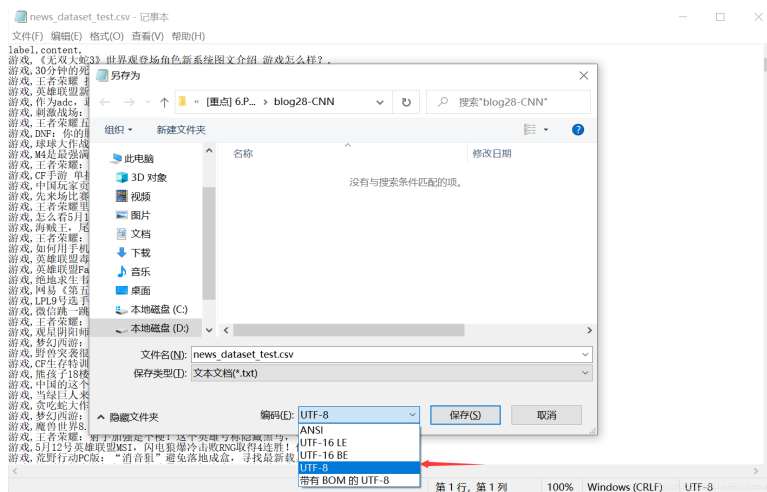 news_dataset_test.csv - 记事本
文件(F) 编辑(E) 格式(O) 查看(V) 帮助(H)
label,content,
游戏,《无双大蛇3》世界观登场角色新系统图文介绍 游戏怎么样?,
游戏,30分钟的死
游戏,王者荣耀
游戏,英雄联盟新
游戏,作为adc,
游戏,刺激战场:
游戏,王者荣耀五
游戏,DNF:你的
游戏,球球大作战
游戏,M4是最强满
游戏,王者荣耀:
游戏,CF手游 单
游戏,中国玩家页
游戏,先来场比赛
游戏,王者荣耀里
游戏,怎么看5月1
游戏,海贼王,尾
游戏,王者荣耀:
游戏,如何用手机
游戏,英雄联盟毒
游戏,英雄联盟Fa
游戏,绝地求生韦
游戏,网易《第五
游戏,LPL9号选手
游戏,微信跳一跳
游戏,王者荣耀:
游戏,观星阴阳师
游戏,梦幻西游:
游戏,野兽突袭很
游戏,CF生存特训
游戏,熊孩子18楼
游戏,中国的这个
游戏,当绿巨人来
游戏,贪吃蛇大作
游戏,梦幻西游:
游戏,魔兽世界8.
游戏,王者荣耀:射手加强是个梗!这个英雄号称隐藏黑马,
游戏,5月12号英雄联盟MSI,闪电狼爆冷击败RNG取得4连胜!
游戏,荒野行动PC版:“消音狙”避免落地成盒,寻找最新载
另存为
« [重点] 6.P... › blog28-CNN
搜索"blog28-CNN"
组织 新建文件夹
此电脑
3D 对象
视频
图片
文档
下载
音乐
桌面
本地磁盘 (C:)
本地磁盘 (D:)
名称 修改日期
没有与搜索条件匹配的项。
文件名(N): news_dataset_test.csv
保存类型(T): 文本文档(*.txt)
隐藏文件夹 编码(E): UTF-8 保存(S) 取消
ANSI
UTF-16 LE
UTF-16 BE
UTF-8
带有 BOM 的 UTF-8
第 1 行,第 1 列 100% Windows (CRLF) UTF-8